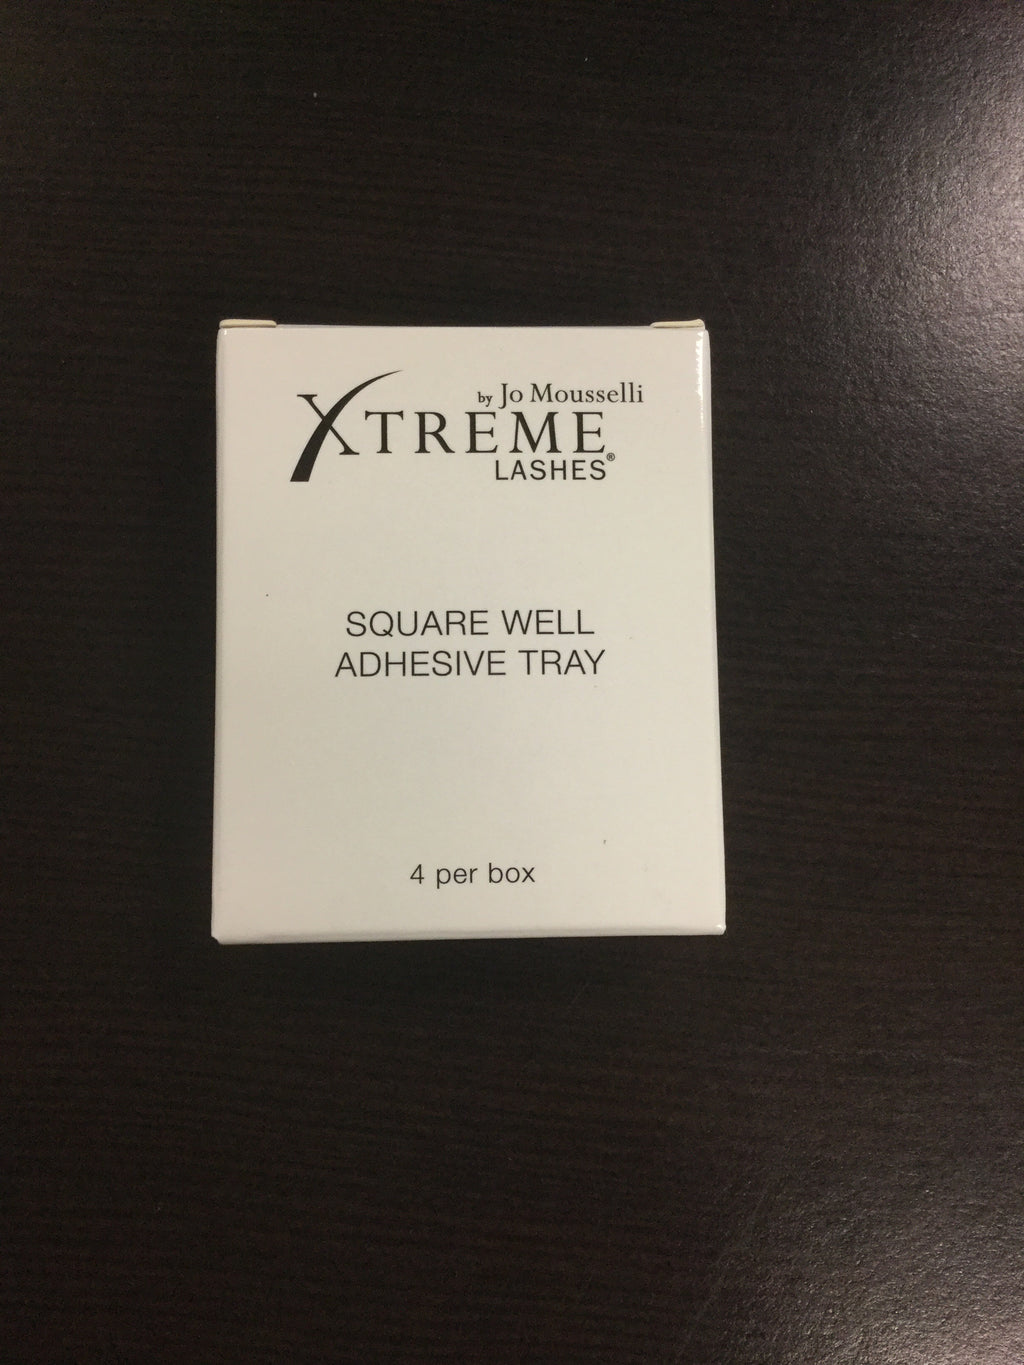 by Jo Mousselli
XTREME
LASHES®
SQUARE WELL
ADHESIVE TRAY
4 per box